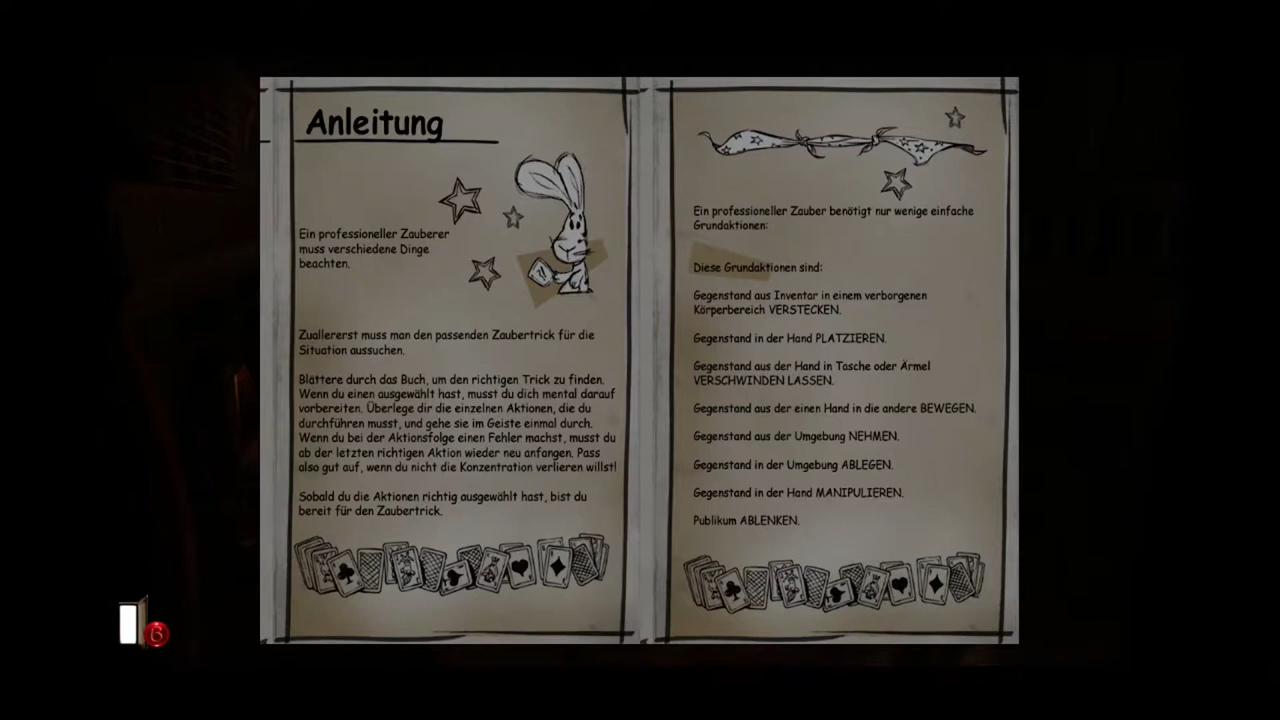 Anleitung
Ein professioneller Zauberer
muss verschiedene Dinge
beachten.
Zuallererst muss man den passenden Zaubertrick für die
Situation aussuchen.
Blättere durch das Buch, um den richtigen Trick zu finden.
Wenn du einen ausgewählt hast, musst du dich mental darauf
vorbereiten. Überlege dir die einzelnen Aktionen, die du
durchführen musst, und gehe sie im Geiste einmal durch.
Wenn du bei der Aktionsfolge einen Fehler machst, musst du
ab der letzten richtigen Aktion wieder neu anfangen. Pass
also gut auf, wenn du nicht die Konzentration verlieren willst!
Sobald du die Aktionen richtig ausgewählt hast, bist du
bereit für den Zaubertrick.
Ein professioneller Zauber benötigt nur wenige einfache
Grundaktionen:
Diese Grundaktionen sind:
Gegenstand aus Inventar in einem verborgenen
Körperbereich VERSTECKEN.
Gegenstand in der Hand PLATZIEREN.
Gegenstand aus der Hand in Tasche oder Ärmel
VERSCHWINDEN LASSEN.
Gegenstand aus der einen Hand in die andere BEWEGEN.
Gegenstand aus der Umgebung NEHMEN.
Gegenstand in der Umgebung ABLEGEN.
Gegenstand in der Hand MANIPULIEREN.
Publikum ABLENKEN.
B